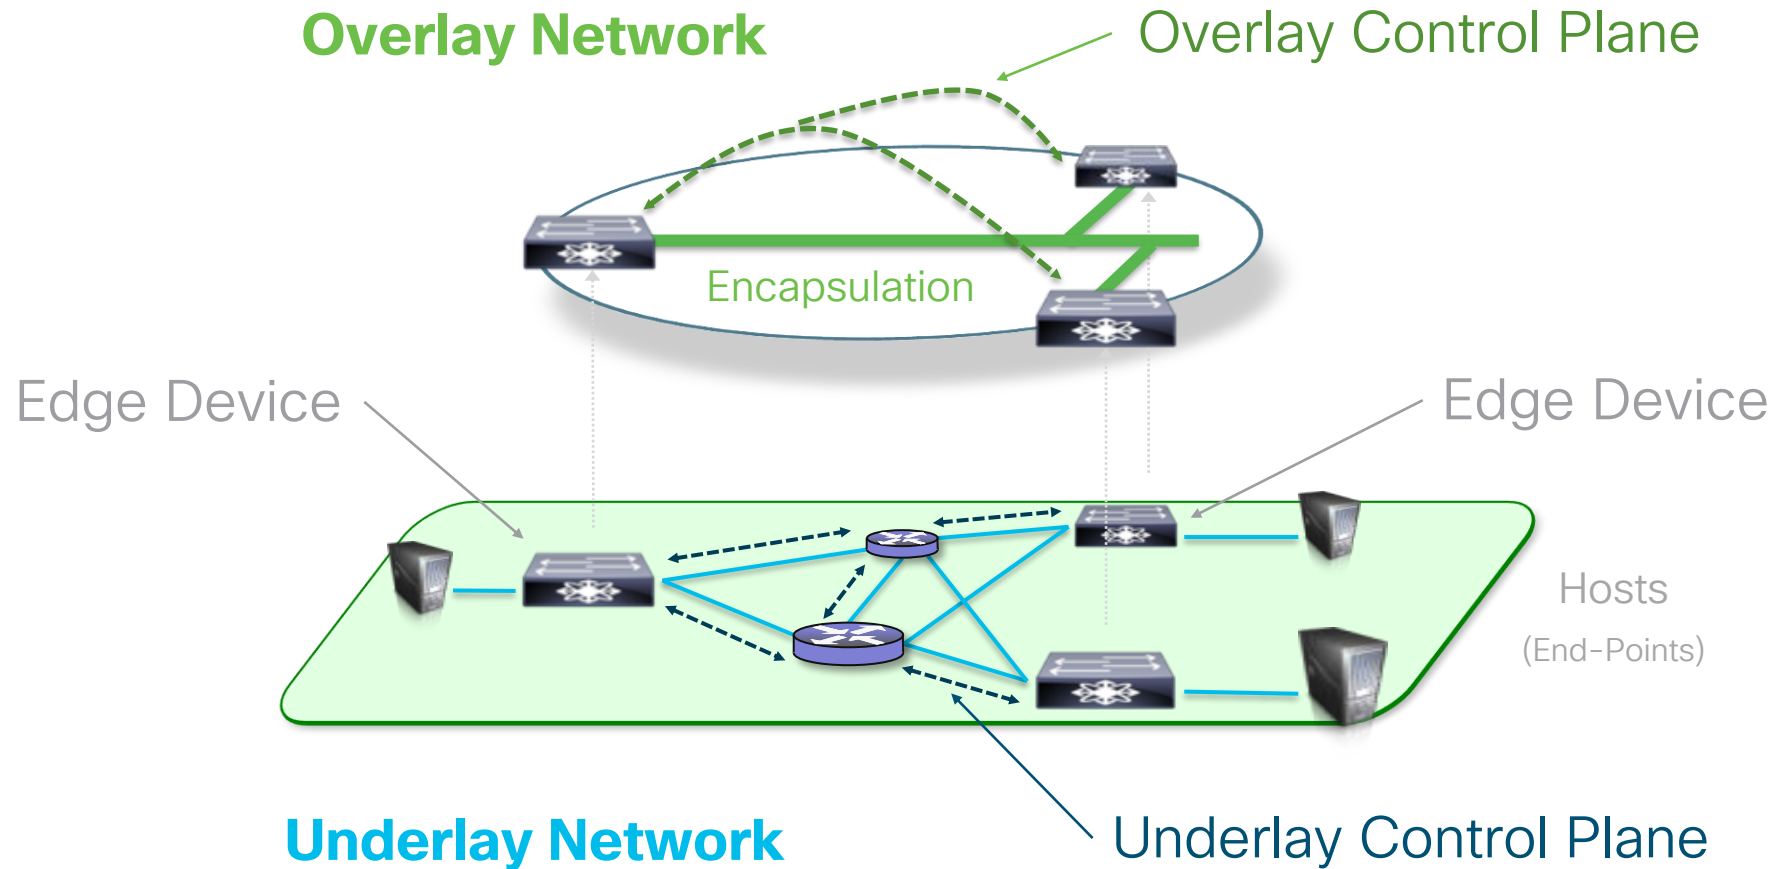 Overlay Network
Overlay Control Plane
Encapsulation
Edge Device
Edge Device
Hosts
(End-Points)
Underlay Network
Underlay Control Plane